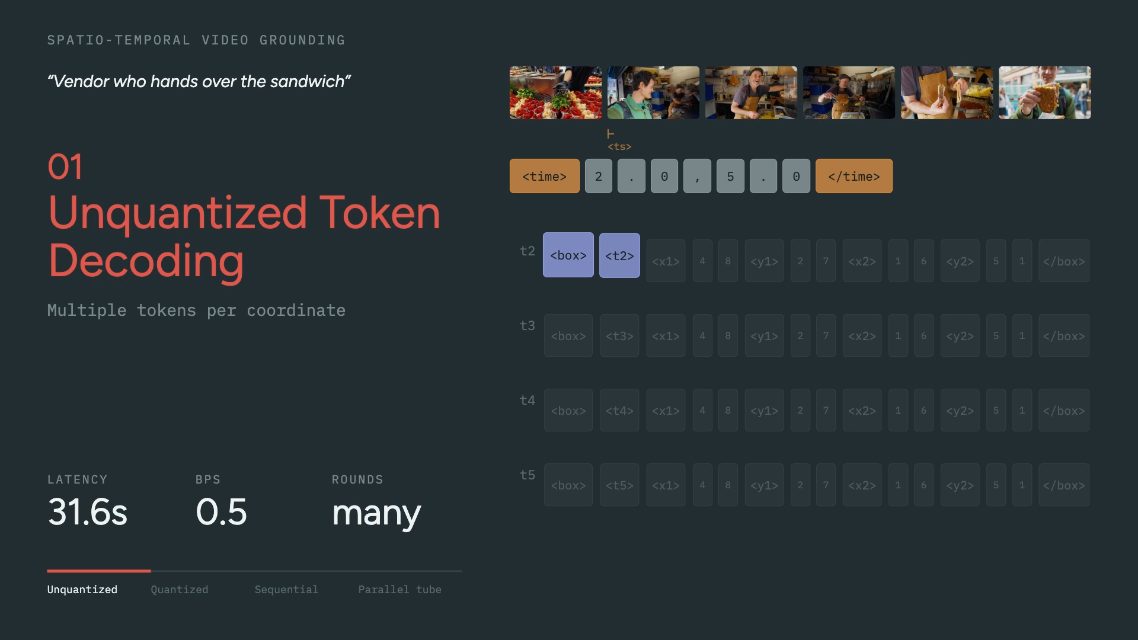 SPATIO-TEMPORAL VIDEO GROUNDING
“Vendor who hands over the sandwich”
01
Unquantized Token
Decoding
Multiple tokens per coordinate
LATENCY BPS ROUNDS
31.6s 0.5 many
Unquantized Quantized Sequential Parallel tube
<ts>
<time> 2 . 0 , 5 . 0 </time>
t2 <box> <t2> <x1> 4 8 <y1> 2 7 <x2> 1 6 <y2> 5 1 </box>
t3 <box> <t3> <x1> 4 8 <y1> 2 7 <x2> 1 6 <y2> 5 1 </box>
t4 <box> <t4> <x1> 4 8 <y1> 2 7 <x2> 1 6 <y2> 5 1 </box>
t5 <box> <t5> <x1> 4 8 <y1> 2 7 <x2> 1 6 <y2> 5 1 </box>